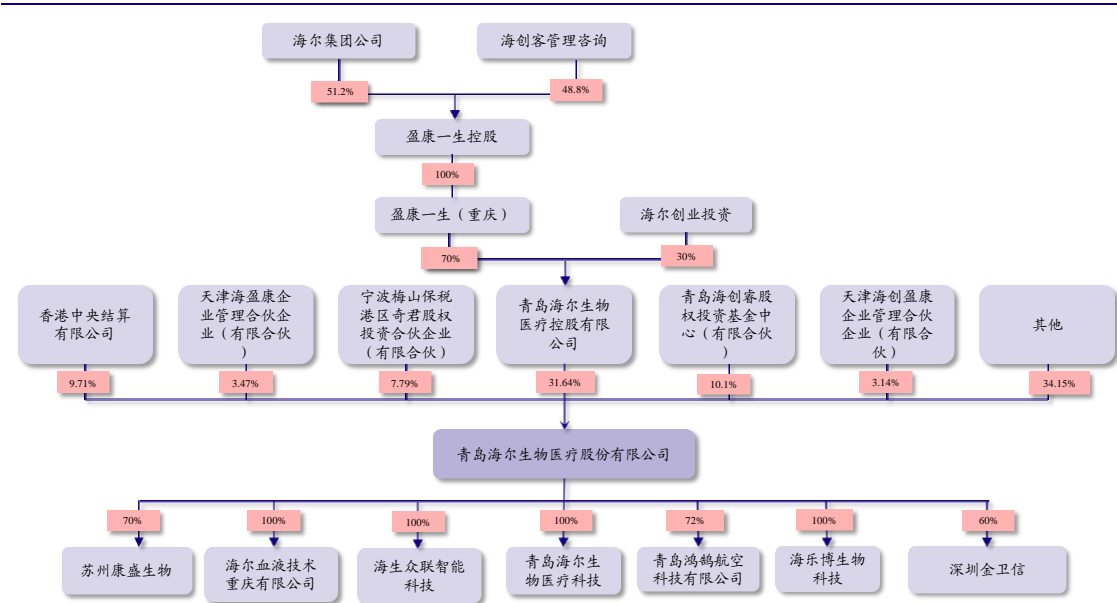 海尔集团公司
海创客管理咨询
51.2%
48.8%
盈康一生控股
100%
盈康一生（重庆）
海尔创业投资
70%
30%
香港中央结算
有限公司
天津海盈康企
业管理合伙企
业（有限合伙
）
宁波梅山保税
港区奇君股权
投资合伙企业
（有限合伙）
青岛海尔生物
医疗控股有限
公司
青岛海创睿股
权投资基金中
心（有限合伙
）
天津海创盈康
企业管理合伙
企业（有限合
伙）
其他
9.71%
3.47%
7.79%
31.64%
10.1%
3.14%
34.15%
青岛海尔生物医疗股份有限公司
70%
100%
100%
100%
72%
100%
60%
苏州康盛生物
海尔血液技术
重庆有限公司
海生众联智能
科技
青岛海尔生
物医疗科技
青岛鸿鹄航空
科技有限公司
海乐博生物
科技
深圳金卫信